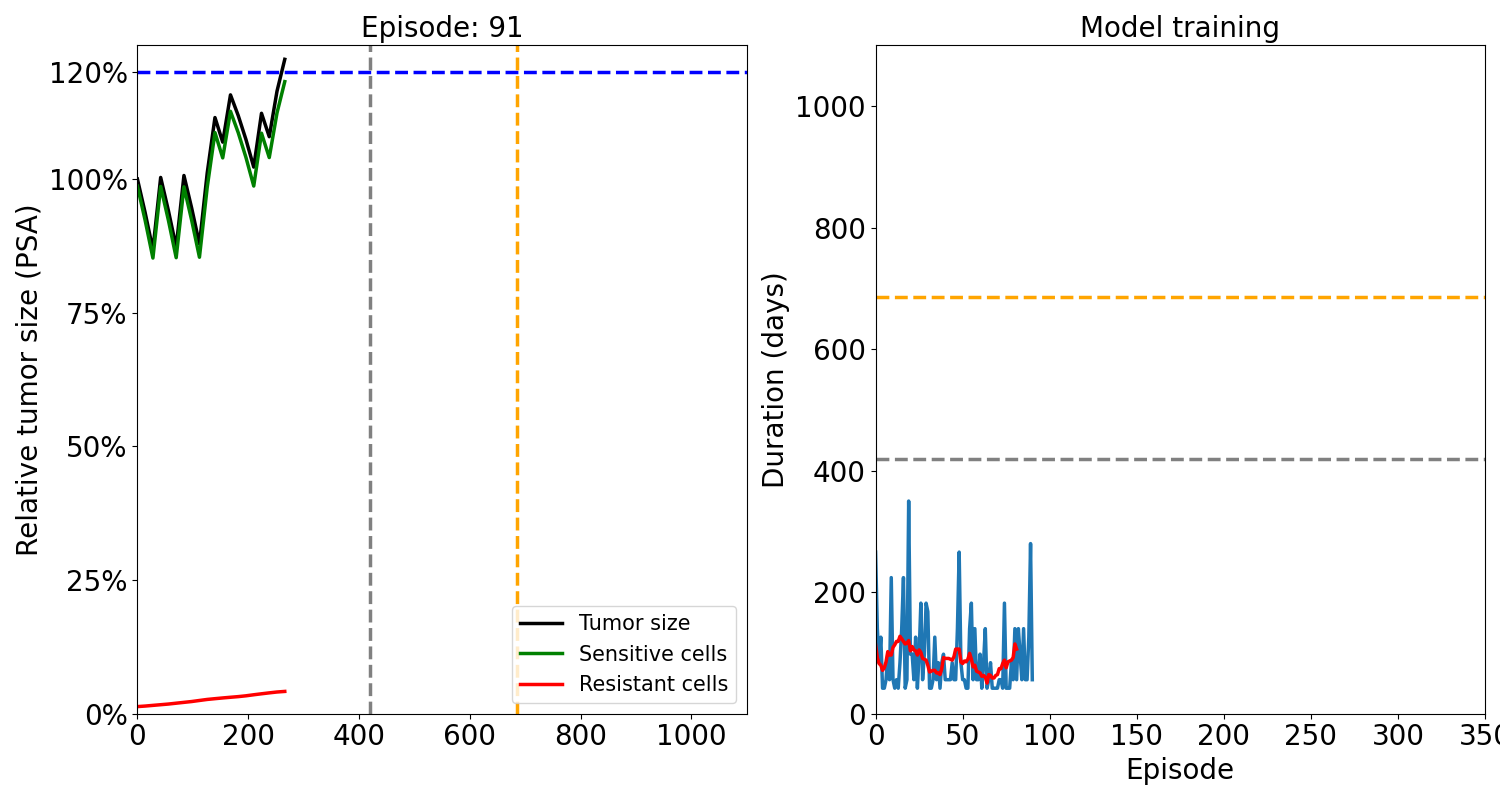 Episode: 91
Relative tumor size (PSA)
120%
100%
75%
50%
25%
0%
0 200 400 600 800 1000
Tumor size
Sensitive cells
Resistant cells
Model training
Duration (days)
1000
800
600
400
200
0
0 50 100 150 200 250 300 350
Episode